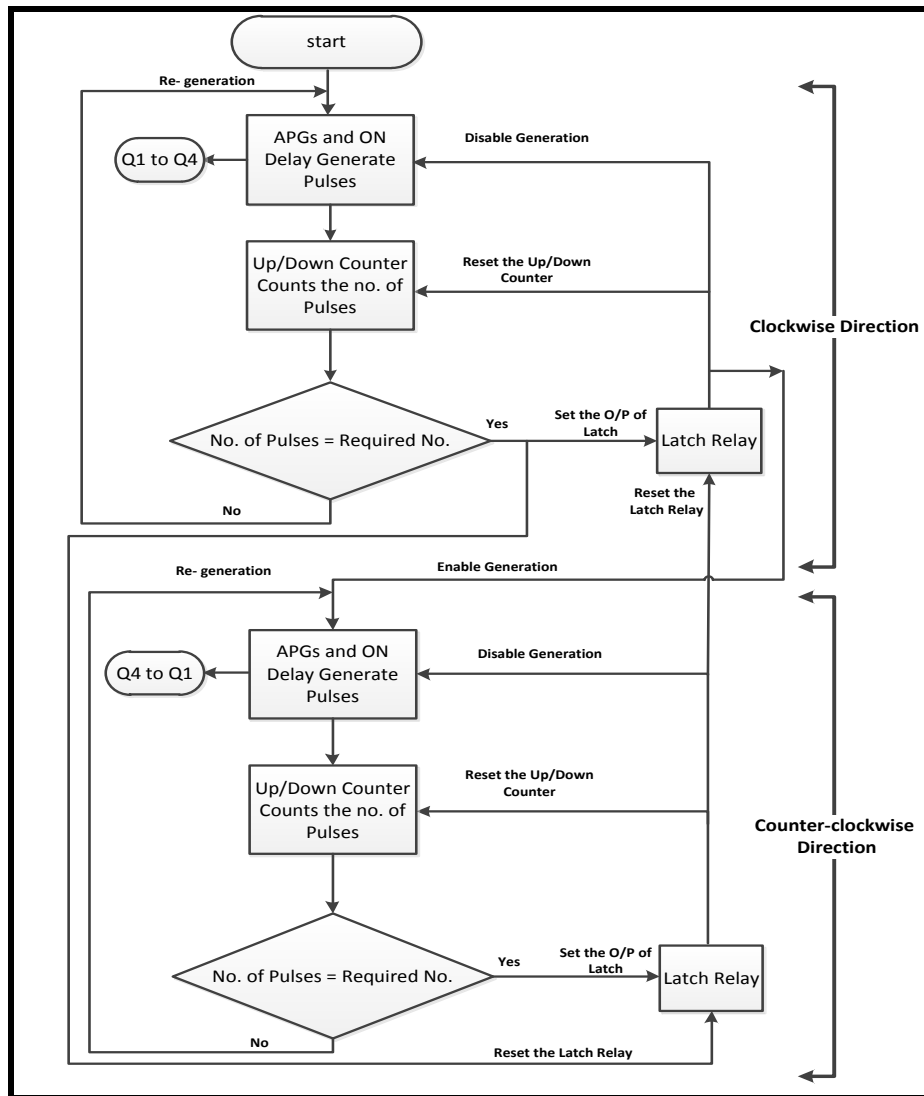 start
Re- generation
APGs and ON
Delay Generate
Pulses
Q1 to Q4
Disable Generation
Up/Down Counter
Counts the no. of
Pulses
Reset the Up/Down
Counter
Clockwise Direction
No. of Pulses = Required No.
Yes
Set the O/P of
Latch
Latch Relay
Reset the
Latch Relay
No
Re- generation
Enable Generation
APGs and ON
Delay Generate
Pulses
Q4 to Q1
Disable Generation
Up/Down Counter
Counts the no. of
Pulses
Reset the Up/Down
Counter
Counter-clockwise
Direction
No. of Pulses = Required No.
Yes
Set the O/P of
Latch
Latch Relay
No
Reset the Latch Relay